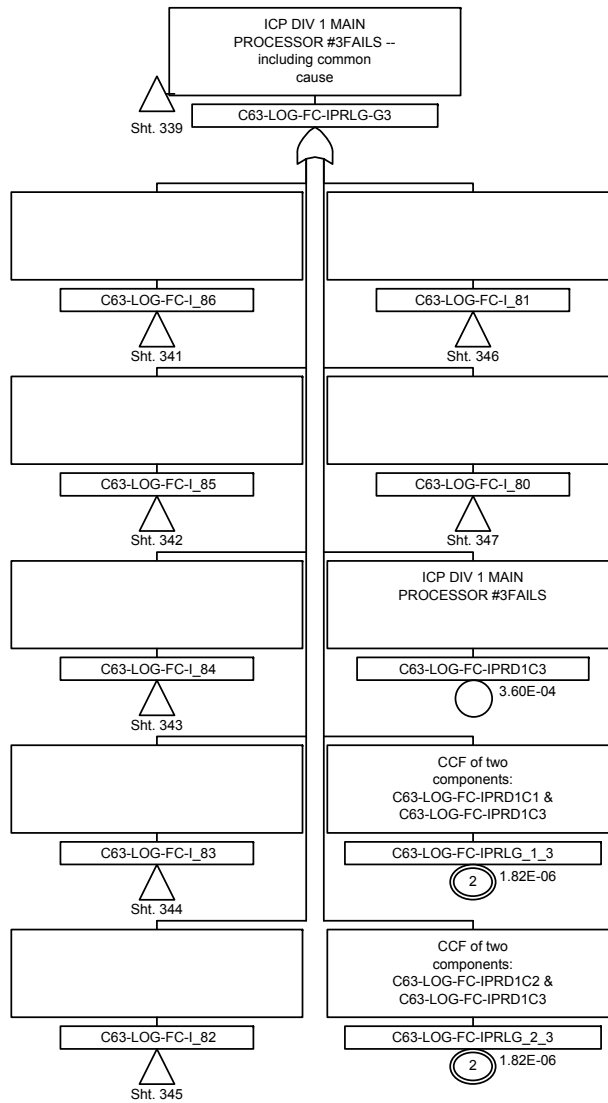 ICP DIV 1 MAIN
PROCESSOR #3FAILS --
including common
cause
Sht. 339
C63-LOG-FC-IPRLG-G3
C63-LOG-FC-I_86
Sht. 341
C63-LOG-FC-I_81
Sht. 346
C63-LOG-FC-I_85
Sht. 342
C63-LOG-FC-I_80
Sht. 347
C63-LOG-FC-I_84
Sht. 343
ICP DIV 1 MAIN
PROCESSOR #3FAILS
C63-LOG-FC-IPRD1C3
3.60E-04
C63-LOG-FC-I_83
Sht. 344
CCF of two
components:
C63-LOG-FC-IPRD1C1 &
C63-LOG-FC-IPRD1C3
C63-LOG-FC-IPRLG_1_3
2
1.82E-06
C63-LOG-FC-I_82
Sht. 345
CCF of two
components:
C63-LOG-FC-IPRD1C2 &
C63-LOG-FC-IPRD1C3
C63-LOG-FC-IPRLG_2_3
2
1.82E-06